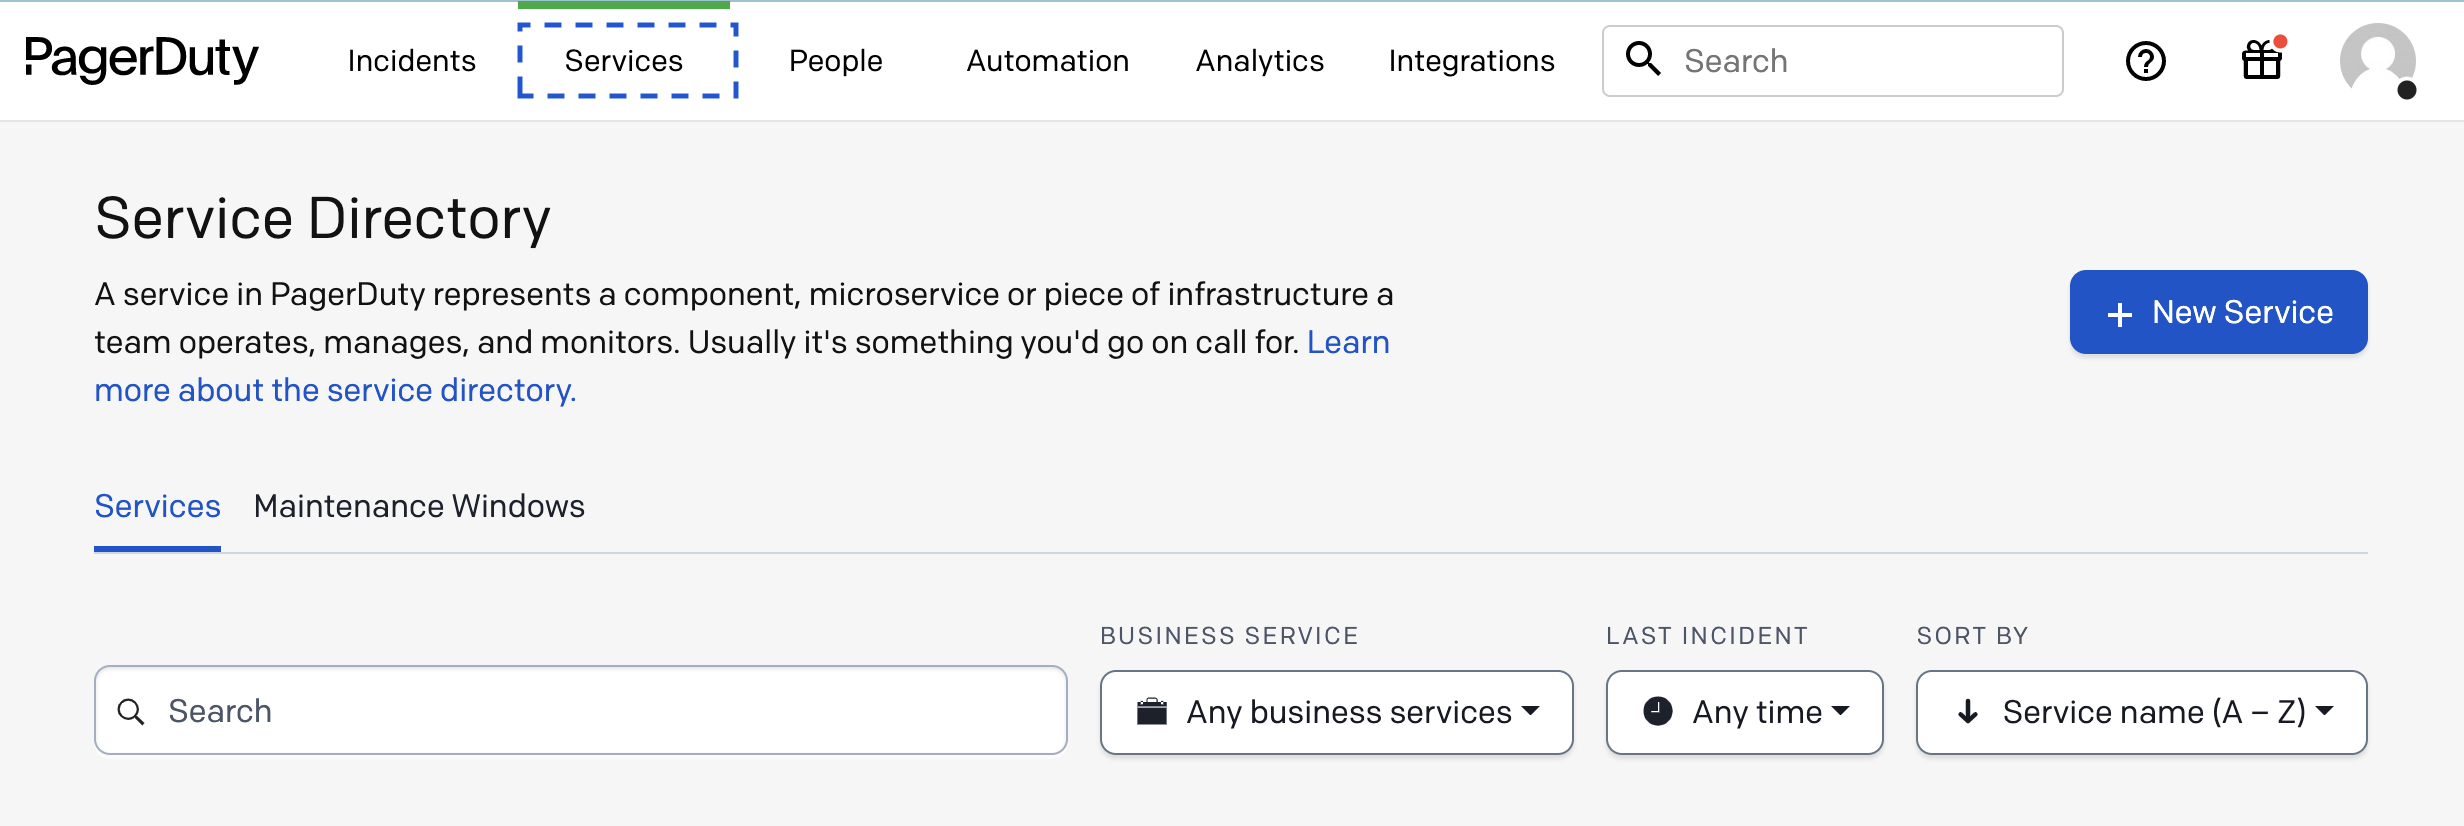 PagerDuty Incidents Services People Automation Analytics Integrations Search
Service Directory
A service in PagerDuty represents a component, microservice or piece of infrastructure a
team operates, manages, and monitors. Usually it's something you'd go on call for. Learn
more about the service directory.
+ New Service
Services Maintenance Windows
BUSINESS SERVICE LAST INCIDENT SORT BY
Search Any business services Any time Service name (A – Z)